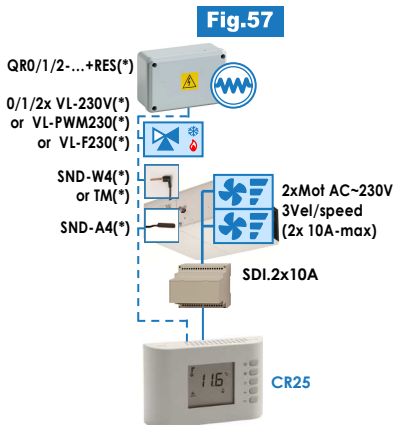 Fig.57
QR0/1/2-...+RES(*)
0/1/2x VL-230V(*)
or VL-PWM230(*)
or VL-F230(*)
SND-W4(*)
or TM(*)
SND-A4(*)
2xMot AC~230V
3Vel/speed
(2x 10A-max)
SDI.2x10A
11.6°
CR25